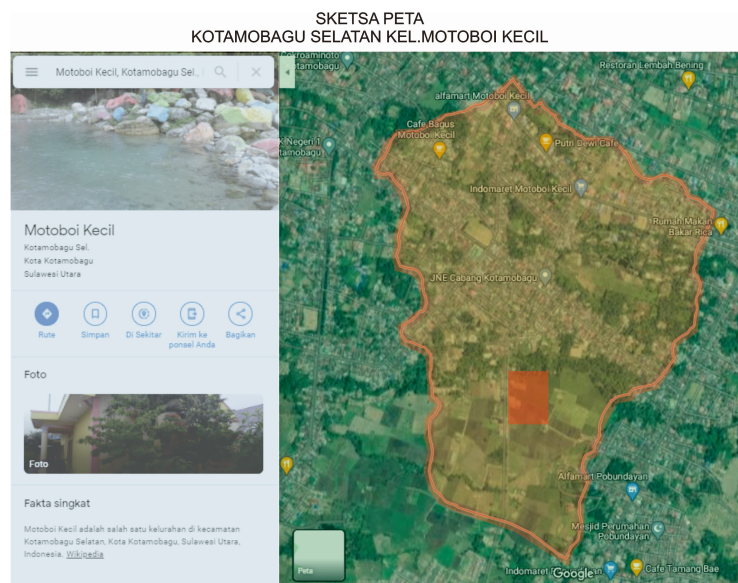 SKETSA PETA
KOTAMOBAGU SELATAN KEL.MOTOBOI KECIL
Motoboi Kecil, Kotamobagu Sel.,
Motoboi Kecil
Kotamobagu Sel.
Kota Kotamobagu
Sulawesi Utara
Rute
Simpan
Di Sekitar
Kirim ke
ponsel Anda
Bagikan
Foto
Foto
Fakta singkat
Motoboi Kecil adalah salah satu kelurahan di kecamatan
Kotamobagu Selatan, Kota Kotamobagu, Sulawesi Utara,
Indonesia. Wikipedia
Restoran Lembah Bening
alfamart Motoboi Kecil
Cafe Bagus
Motoboi Kecil
Putri Dewi Cafe
Negeri 1
Indomaret Motoboi Kecil
Rumah Makan
Bakar Rica
JNE Cabang Kotamobagu
Alfamart Pobundayan
Mesjid Perumahan
Pobundayan
Indomaret
Google
Cafe Tamang Bae
Peta